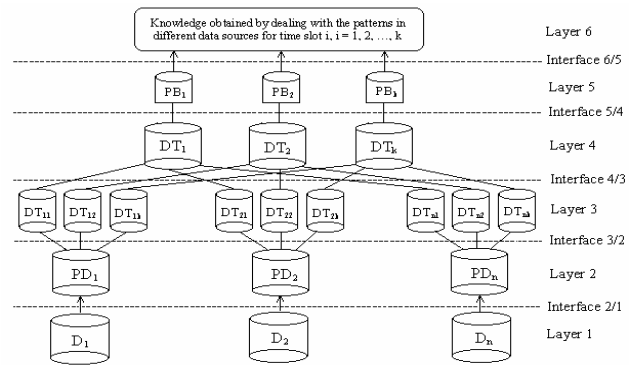 Knowledge obtained by dealing with the patterns in
different data sources for time slot i, i = 1, 2, ..., k
Layer 6
Interface 6/5
PB1 PB2 PBk Layer 5
Interface 5/4
DT1 DT2 DTk Layer 4
Interface 4/3
DT11 DT12 DT1k DT21 DT22 DT2k DTn1 DTn2 DTnk Layer 3
Interface 3/2
PD1 PD2 PDn Layer 2
Interface 2/1
D1 D2 Dn Layer 1